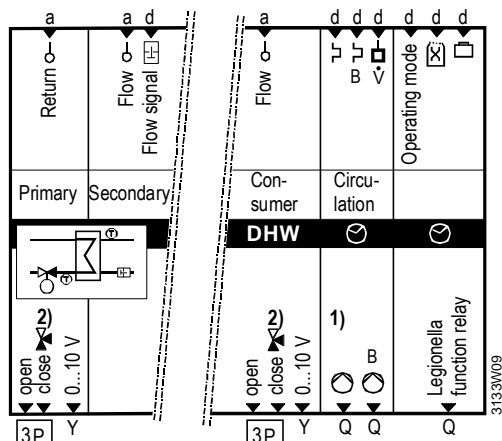 a a d a d d d d d d
Return
Flow
Flow signal
Flow
B V̇
Operating mode
Primary
Secondary
Con-
sumer
Circu-
lation
DHW
T
T
2)
open
close
0...10 V
2)
open
close
0...10 V
1)
B
Legionella
function relay
3P Y 3P Y Q Q Q
3133W09